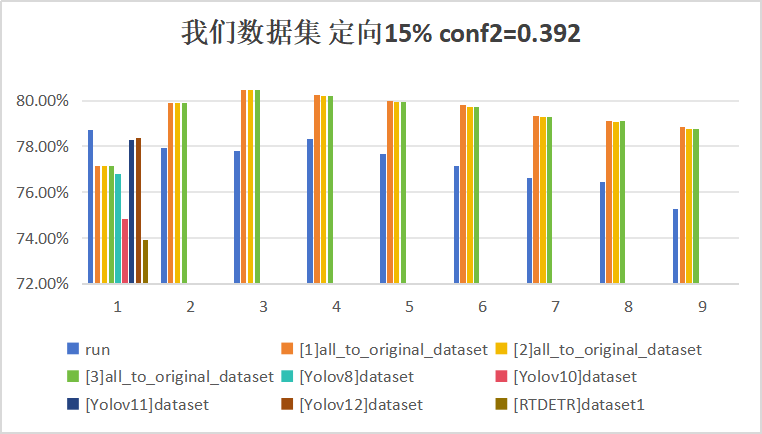 我们数据集 定向15% conf2=0.392
80.00%
78.00%
76.00%
74.00%
72.00%
1 2 3 4 5 6 7 8 9
run [1]all_to_original_dataset [2]all_to_original_dataset
[3]all_to_original_dataset [Yolov8]dataset [Yolov10]dataset
[Yolov11]dataset [Yolov12]dataset [RTDETR]dataset1